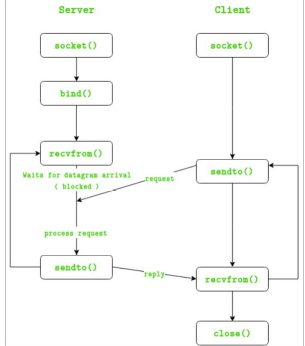 Server
Client
socket()
socket()
bind()
recvfrom()
Waits for datagram arrival
( blocked )
sendto()
request
process request
sendto()
reply
recvfrom()
close()